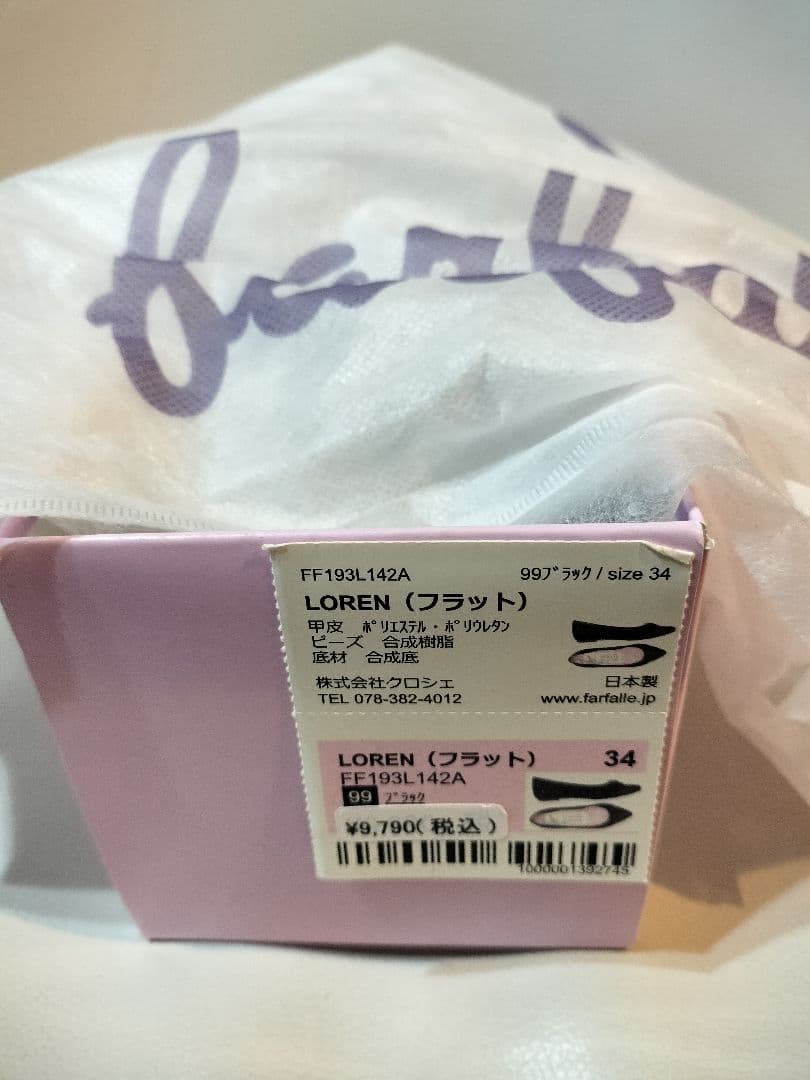 farfal
FF193L142A 99ﾌﾞﾗｯｸ / size 34
LOREN（フラット）
甲皮 ﾎﾟﾘｴｽﾃﾙ・ﾎﾟﾘｳﾚﾀﾝ
ビーズ 合成樹脂
底材 合成底
株式会社クロシェ 日本製
TEL 078-382-4012 www.farfalle.jp
LOREN（フラット） 34
FF193L142A
99 ﾌﾞﾗｯｸ
¥9,790(税込)
1000001392745